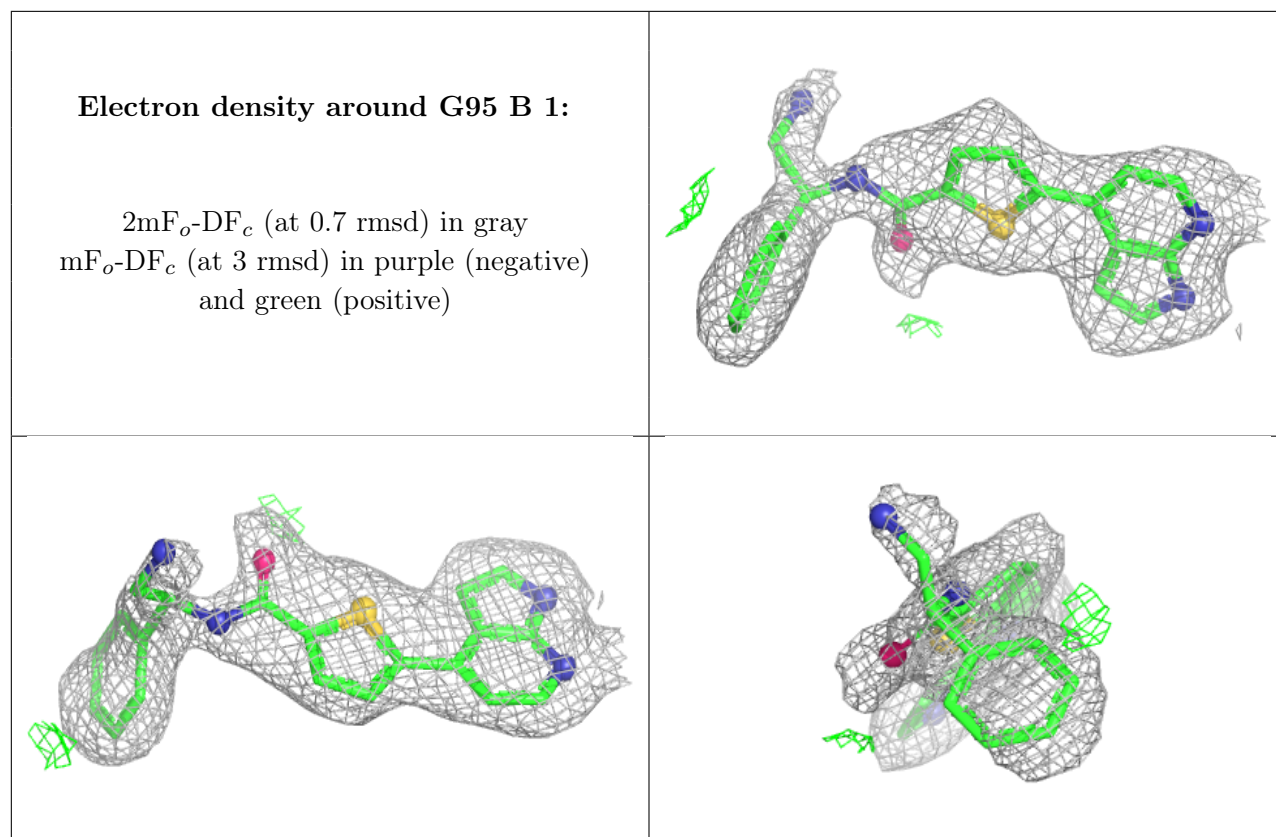 Electron density around G95 B 1:
2mFₒ-DF𝒸 (at 0.7 rmsd) in gray
mFₒ-DF𝒸 (at 3 rmsd) in purple (negative)
and green (positive)